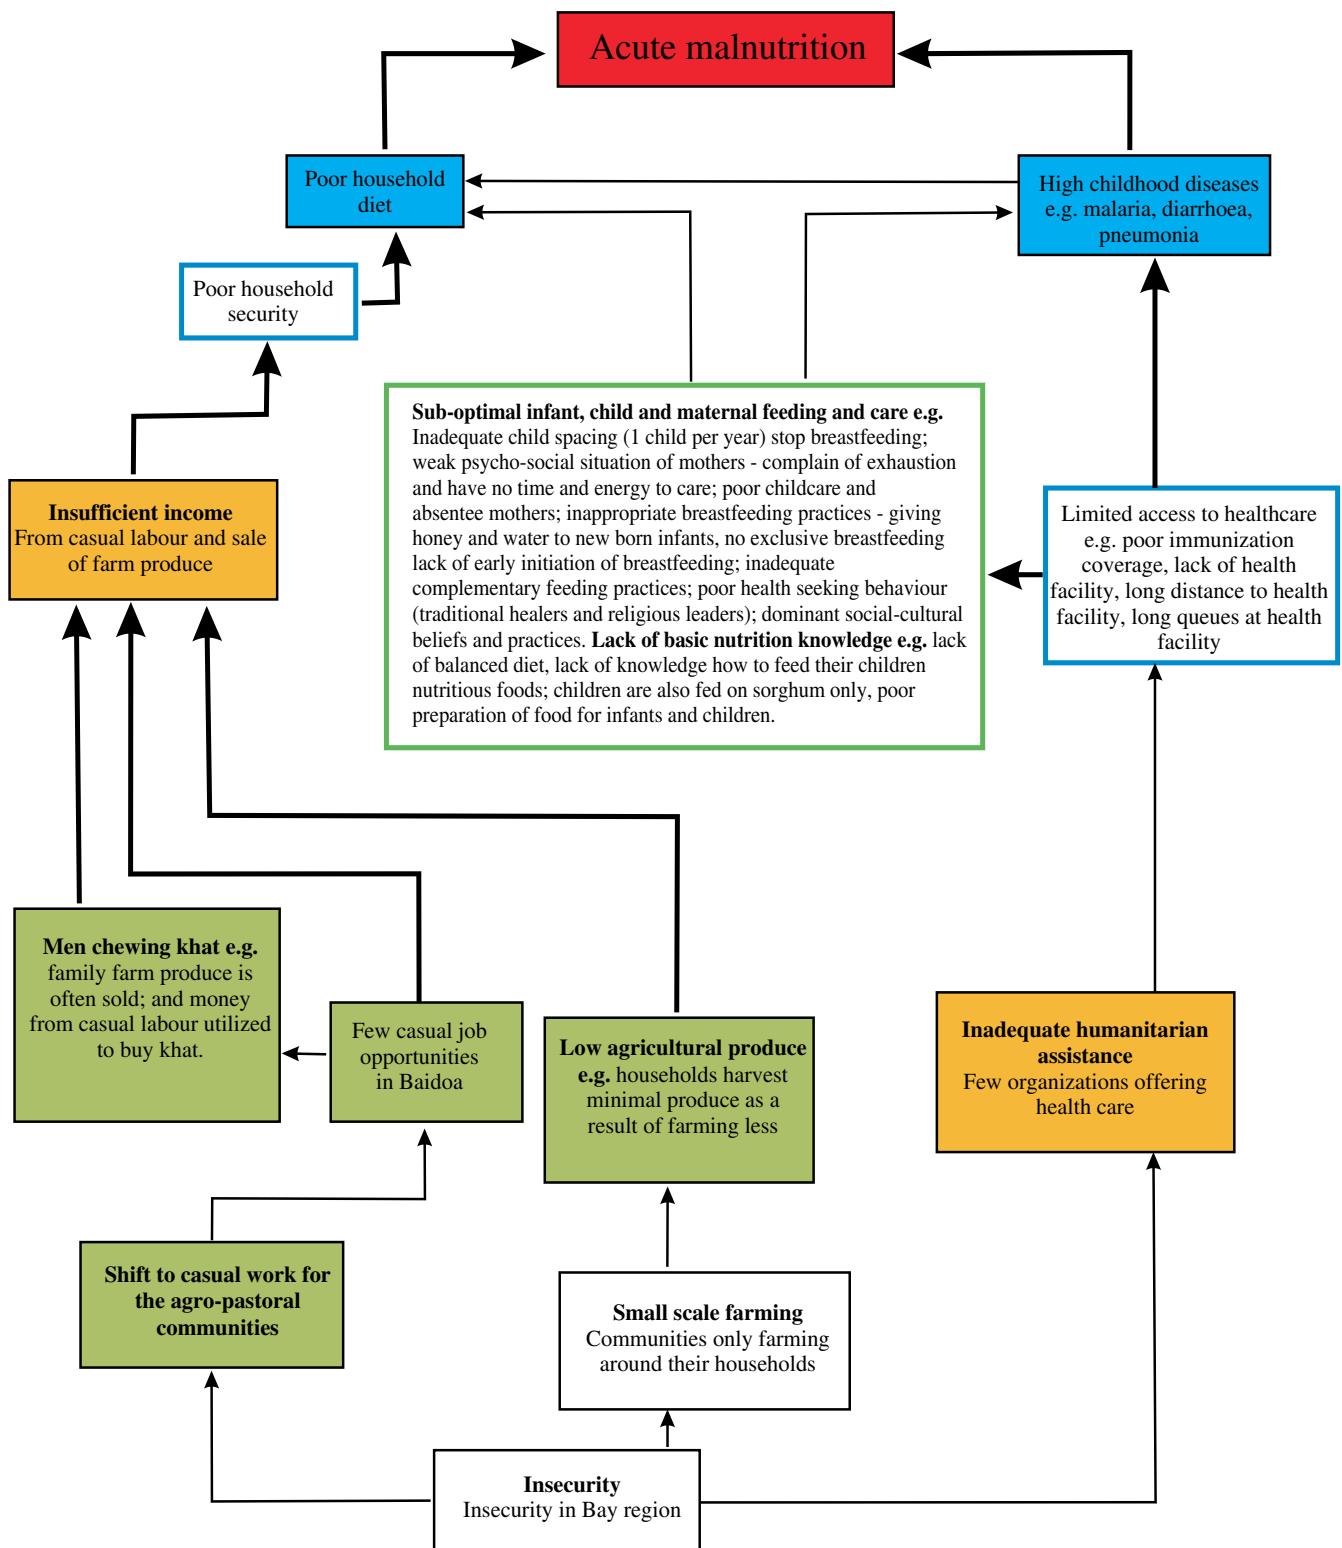 Acute malnutrition
Poor household
diet
High childhood diseases
e.g. malaria, diarrhoea,
pneumonia
Poor household
security
Sub-optimal infant, child and maternal feeding and care e.g.
Inadequate child spacing (1 child per year) stop breastfeeding;
weak psycho-social situation of mothers - complain of exhaustion
and have no time and energy to care; poor childcare and
absentee mothers; inappropriate breastfeeding practices - giving
honey and water to new born infants, no exclusive breastfeeding
lack of early initiation of breastfeeding; inadequate
complementary feeding practices; poor health seeking behaviour
(traditional healers and religious leaders); dominant social-cultural
beliefs and practices. Lack of basic nutrition knowledge e.g. lack
of balanced diet, lack of knowledge how to feed their children
nutritious foods; children are also fed on sorghum only, poor
preparation of food for infants and children.
Insufficient income
From casual labour and sale
of farm produce
Limited access to healthcare
e.g. poor immunization
coverage, lack of health
facility, long distance to health
facility, long queues at health
facility
Men chewing khat e.g.
family farm produce is
often sold; and money
from casual labour utilized
to buy khat.
Few casual job
opportunities
in Baidoa
Low agricultural produce
e.g. households harvest
minimal produce as a
result of farming less
Inadequate humanitarian
assistance
Few organizations offering
health care
Shift to casual work for
the agro-pastoral
communities
Small scale farming
Communities only farming
around their households
Insecurity
Insecurity in Bay region